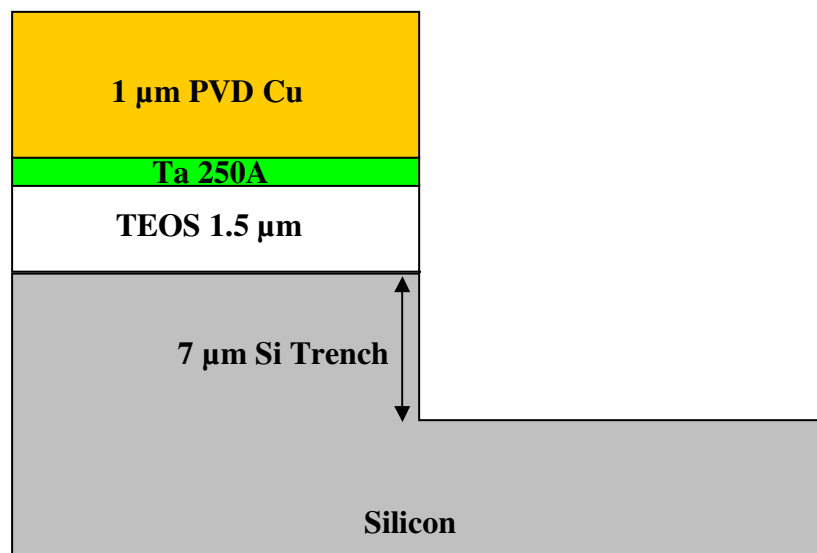 1 µm PVD Cu
Ta 250A
TEOS 1.5 µm
7 µm Si Trench
Silicon